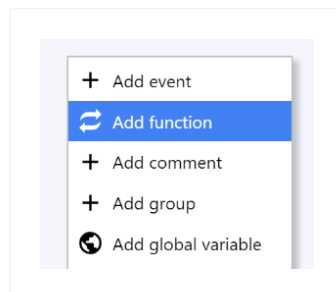 Add event
Add function
Add comment
Add group
Add global variable